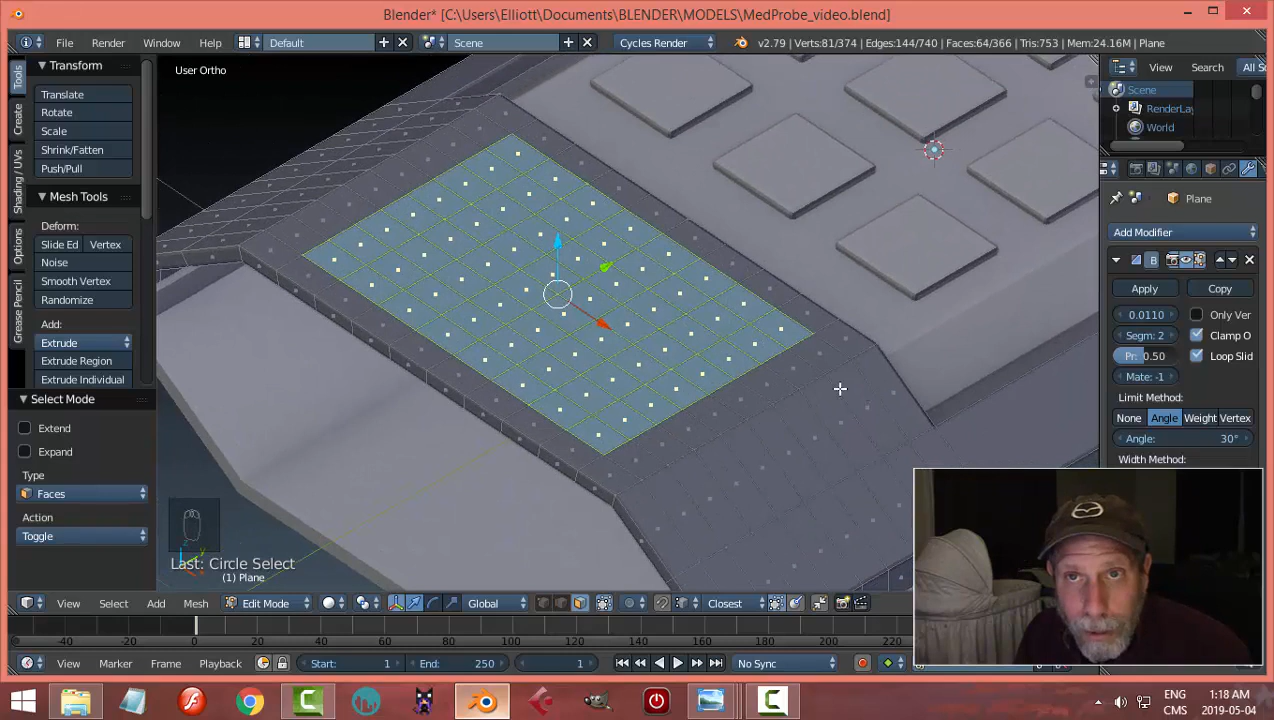 Blender* [C:\Users\Elliott\Documents\BLENDER\MODELS\MedProbe_video.blend]
File Render Window Help Default Scene Cycles Render v2.79 | Verts:81/374 | Edges:144/740 | Faces:64/366 | Tris:753 | Mem:24.16M | Plane
Tools
Create
Shading / UVs
Options
Grease Pencil
Transform
Translate
Rotate
Scale
Shrink/Fatten
Push/Pull
Mesh Tools
Deform:
Slide Ed Vertex
Noise
Smooth Vertex
Randomize
Add:
Extrude
Extrude Region
Extrude Individual
Select Mode
Extend
Expand
Type
Faces
Action
Toggle
User Ortho
Last: Circle Select
(1) Plane
View Search All S
Scene
RenderLay
World
Plane
Add Modifier
B
Apply Copy
0.0110 Only Ver
Segm: 2 Clamp O
Pr: 0.50 Loop Slid
Mate: -1
Limit Method:
None Angle Weight Vertex
Angle: 30°
Width Method:
View Select Add Mesh Edit Mode Global Closest
-40 -20 0 20 40 60 80 100 120 140 160 180 200 220
View Marker Frame Playback Start: 1 End: 250 1 No Sync
ENG 1:18 AM
CMS 2019-05-04